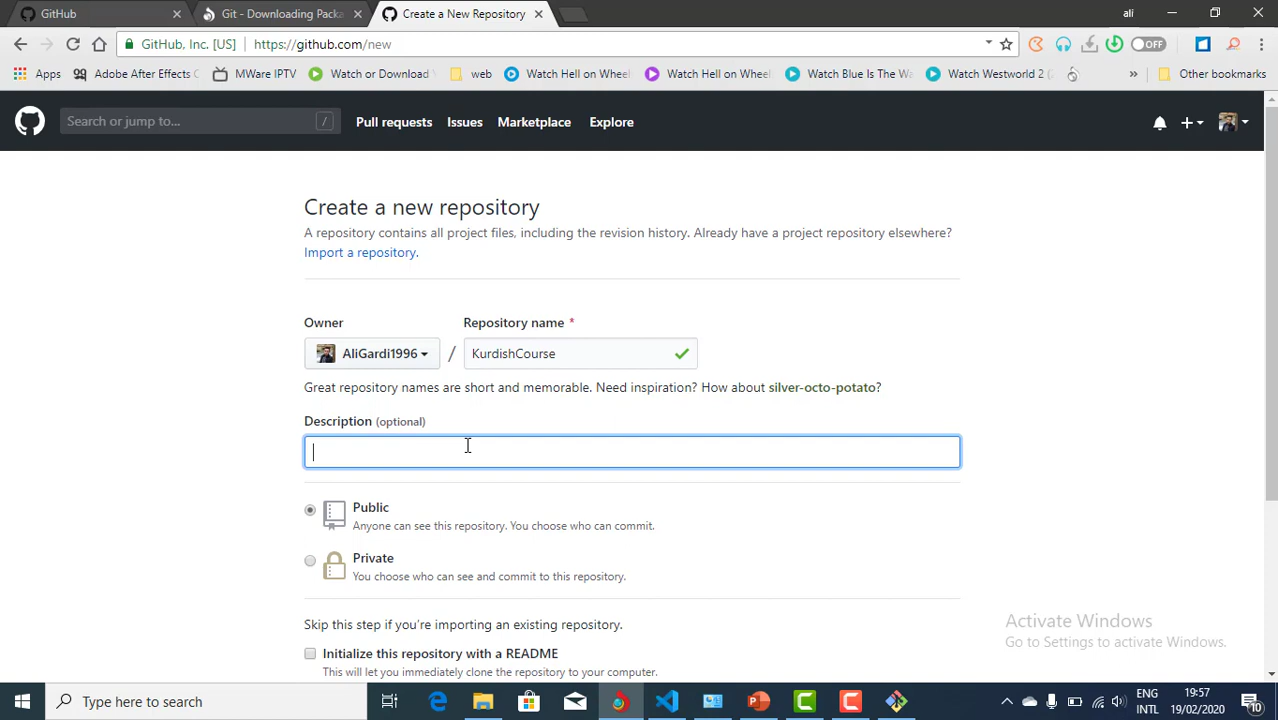 GitHub
Git - Downloading Packa
Create a New Repository
ali
GitHub, Inc. [US]
https://github.com/new
OFF
Apps
Adobe After Effects C
MWare IPTV
Watch or Download
web
Watch Hell on Wheel
Watch Hell on Wheel
Watch Blue Is The Wa
Watch Westworld 2 (
»
Other bookmarks
Search or jump to...
/
Pull requests
Issues
Marketplace
Explore
Create a new repository
A repository contains all project files, including the revision history. Already have a project repository elsewhere?
Import a repository.
Owner
Repository name *
AliGardi1996
/
KurdishCourse
Great repository names are short and memorable. Need inspiration? How about silver-octo-potato?
Description (optional)
Public
Anyone can see this repository. You choose who can commit.
Private
You choose who can see and commit to this repository.
Skip this step if you're importing an existing repository.
Initialize this repository with a README
This will let you immediately clone the repository to your computer.
Activate Windows
Go to Settings to activate Windows.
Type here to search
ENG
INTL
19:57
19/02/2020
10